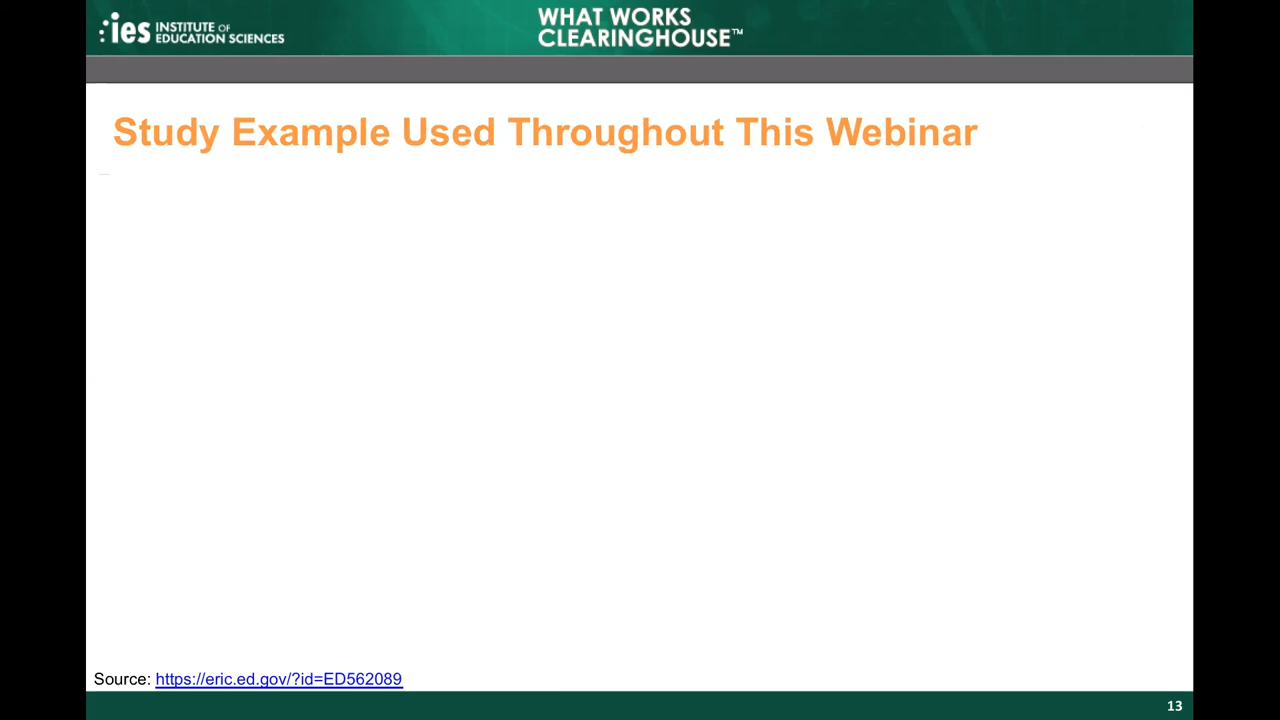 ies INSTITUTE OF
EDUCATION SCIENCES
WHAT WORKS
CLEARINGHOUSE™
Study Example Used Throughout This Webinar
Source: https://eric.ed.gov/?id=ED562089
13